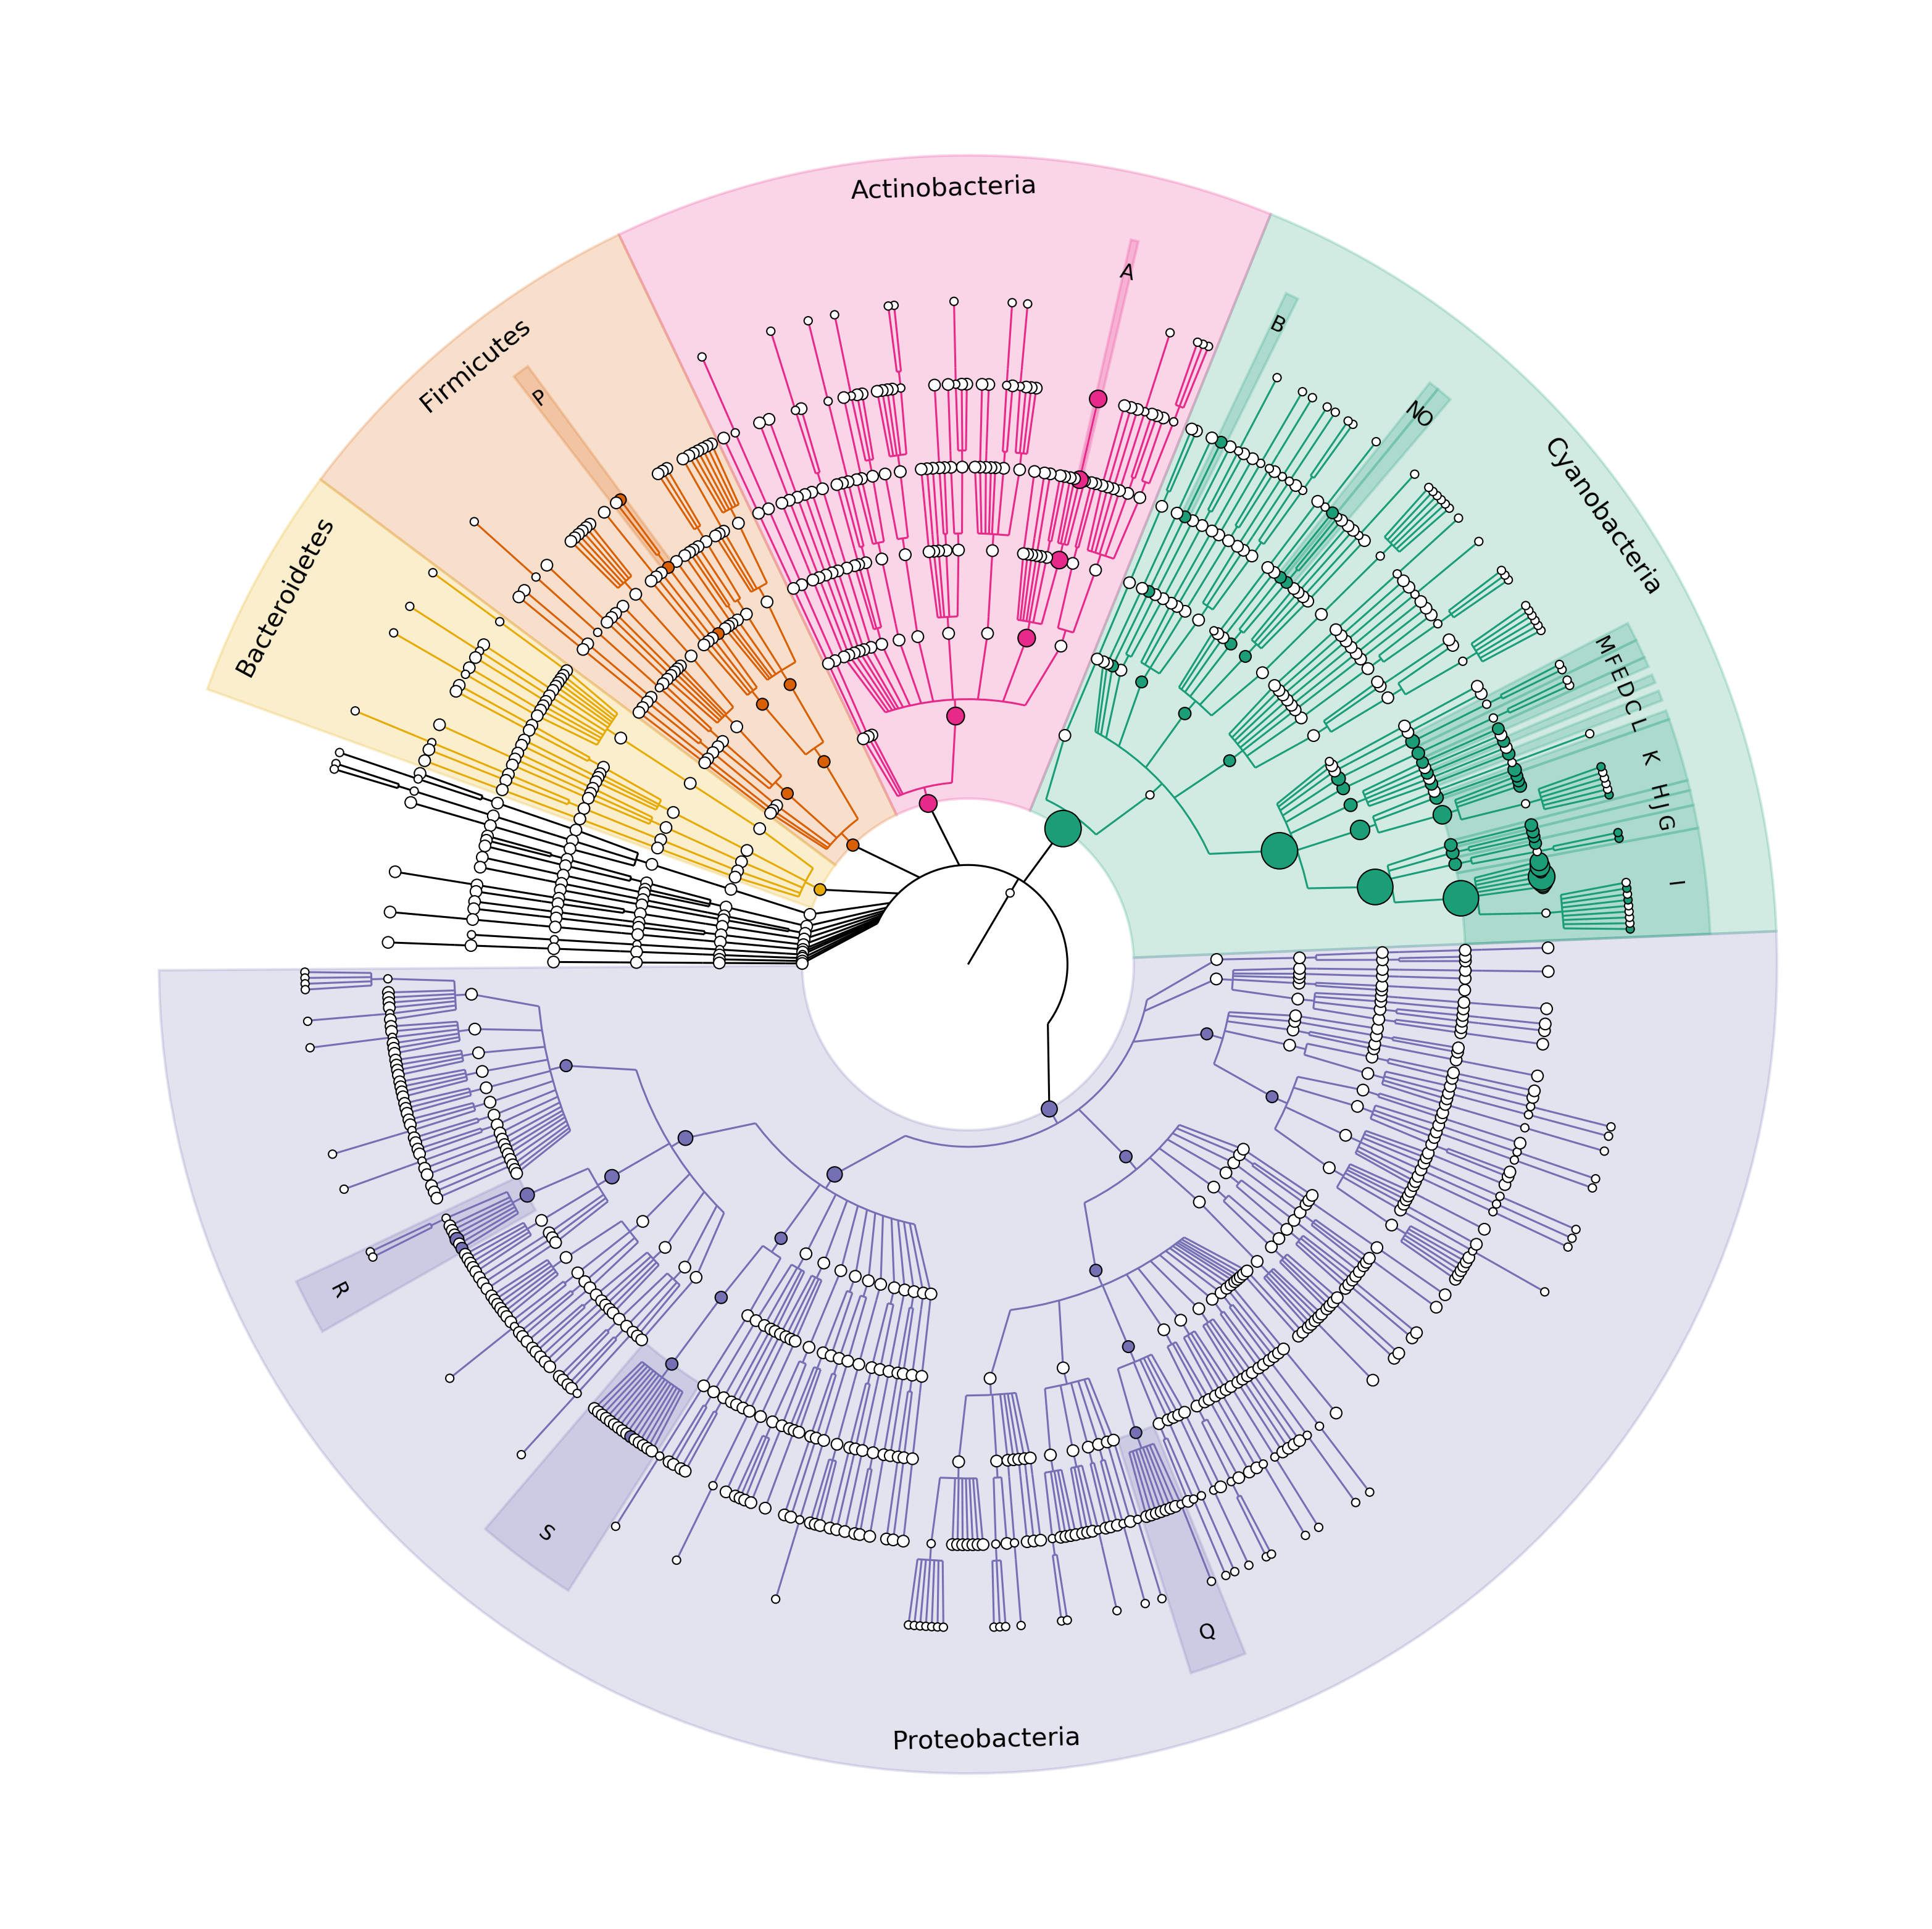 Actinobacteria
Cyanobacteria
Firmicutes
Bacteroidetes
Proteobacteria
A
B
NO
P
M
F
E
D
C
L
K
H
J
G
I
R
S
Q